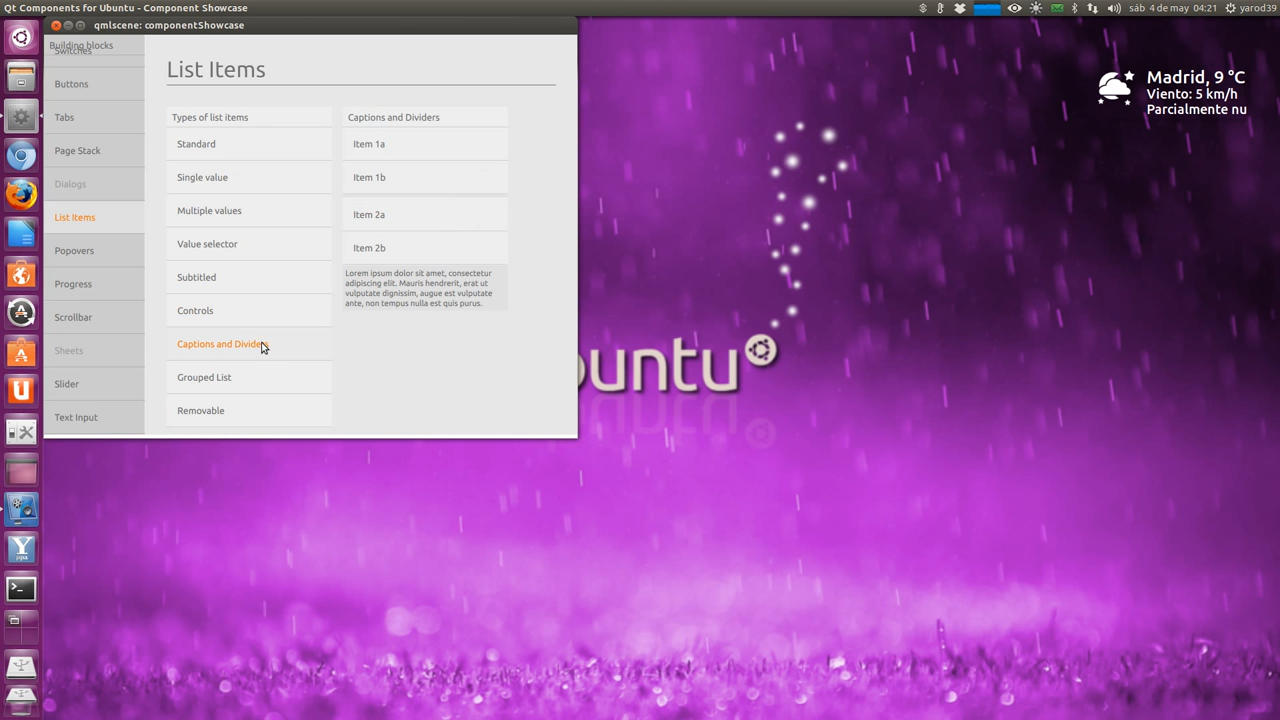 Qt Components for Ubuntu - Component Showcase
sáb 4 de may 04:21
yarod39
qmlscene: componentShowcase
Building blocks
Switches
Buttons
Tabs
Page Stack
Dialogs
List Items
Popovers
Progress
Scrollbar
Sheets
Slider
Text Input
List Items
Types of list items
Standard
Single value
Multiple values
Value selector
Subtitled
Controls
Captions and Dividers
Grouped List
Removable
Captions and Dividers
Item 1a
Item 1b
Item 2a
Item 2b
Lorem ipsum dolor sit amet, consectetur
adipiscing elit. Mauris hendrerit, erat ut
vulputate dignissim, augue est vulputate
ante, non tempus nulla est quis purus.
Madrid, 9 °C
Viento: 5 km/h
Parcialmente nu
buntu